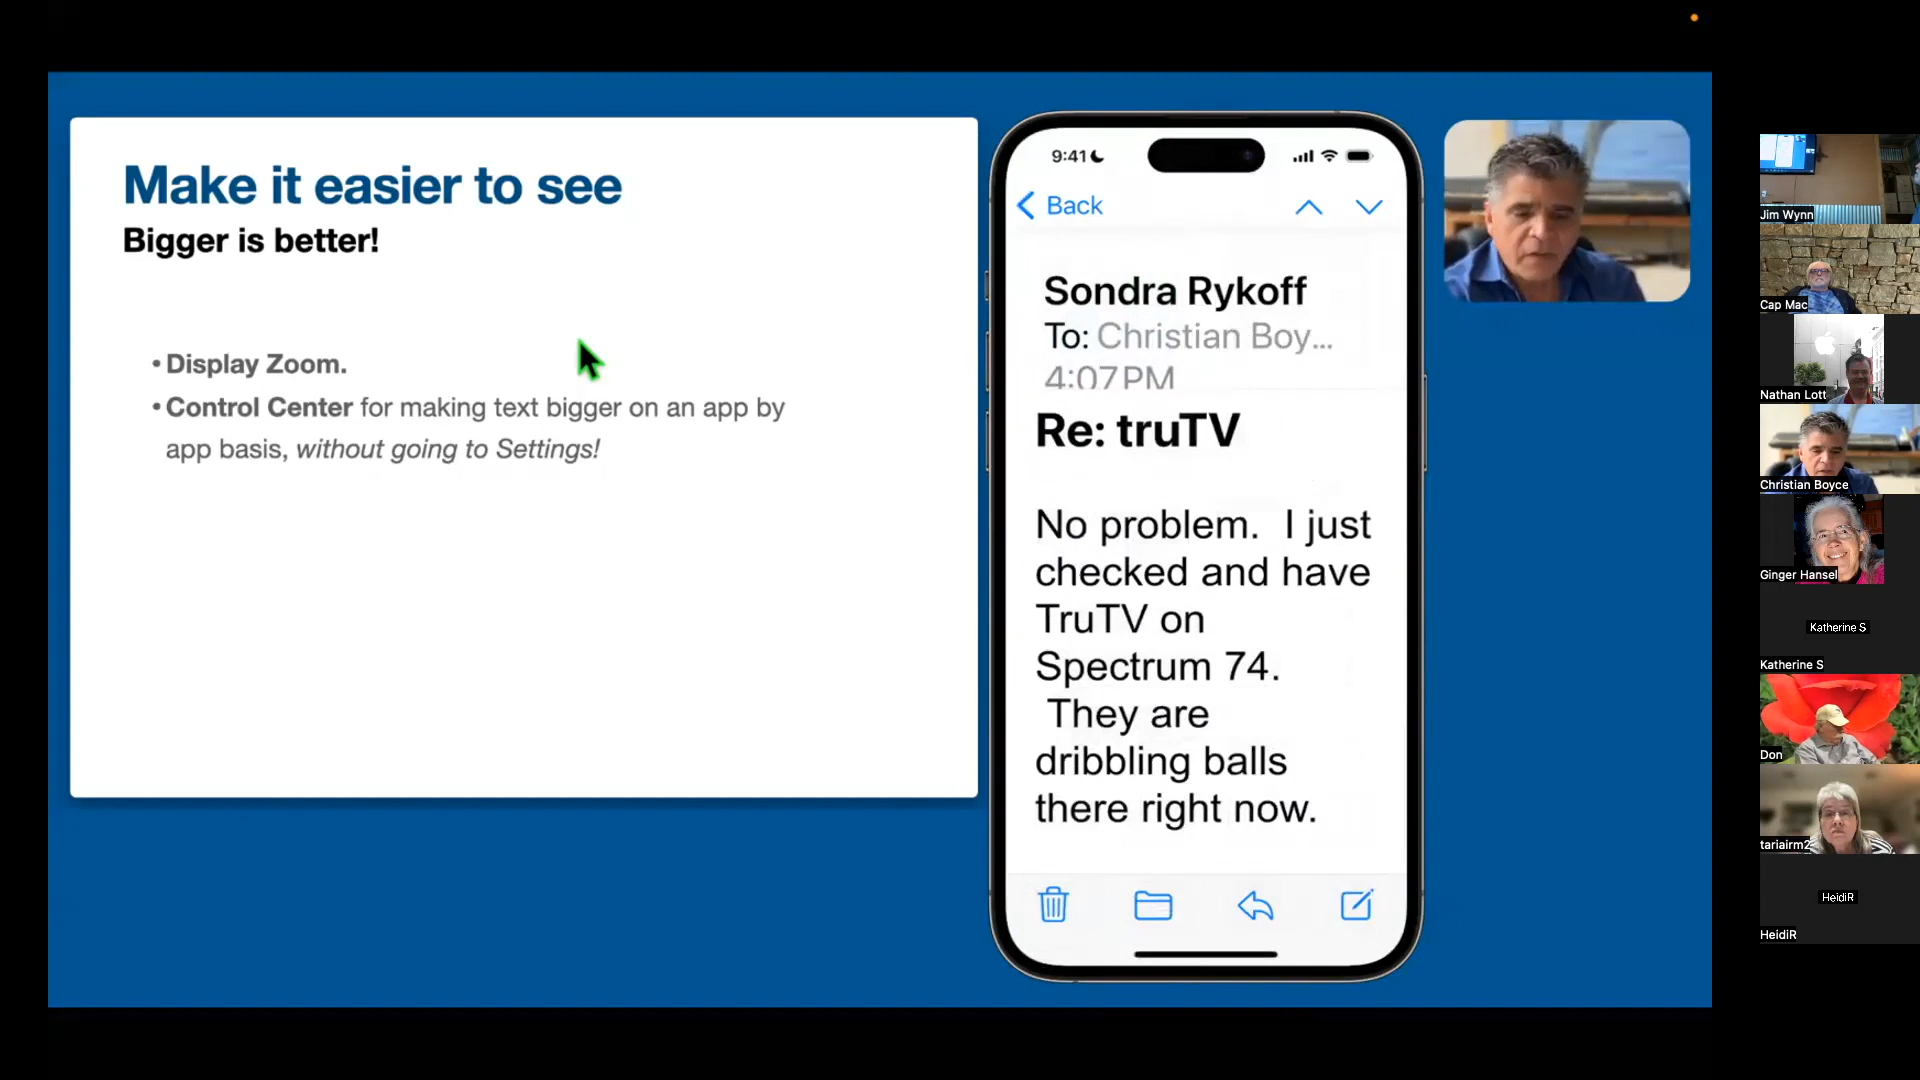 Make it easier to see
Bigger is better!
• Display Zoom.
• Control Center for making text bigger on an app by
app basis, without going to Settings!
9:41
Back
Sondra Rykoff
To: Christian Boy...
4:07 PM
Re: truTV
No problem.  I just
checked and have
TruTV on
Spectrum 74.
They are
dribbling balls
there right now.
Jim Wynn
Cap Mac
Nathan Lott
Christian Boyce
Ginger Hansel
Katherine S
Katherine S
Don
tariairm2
HeidiR
HeidiR